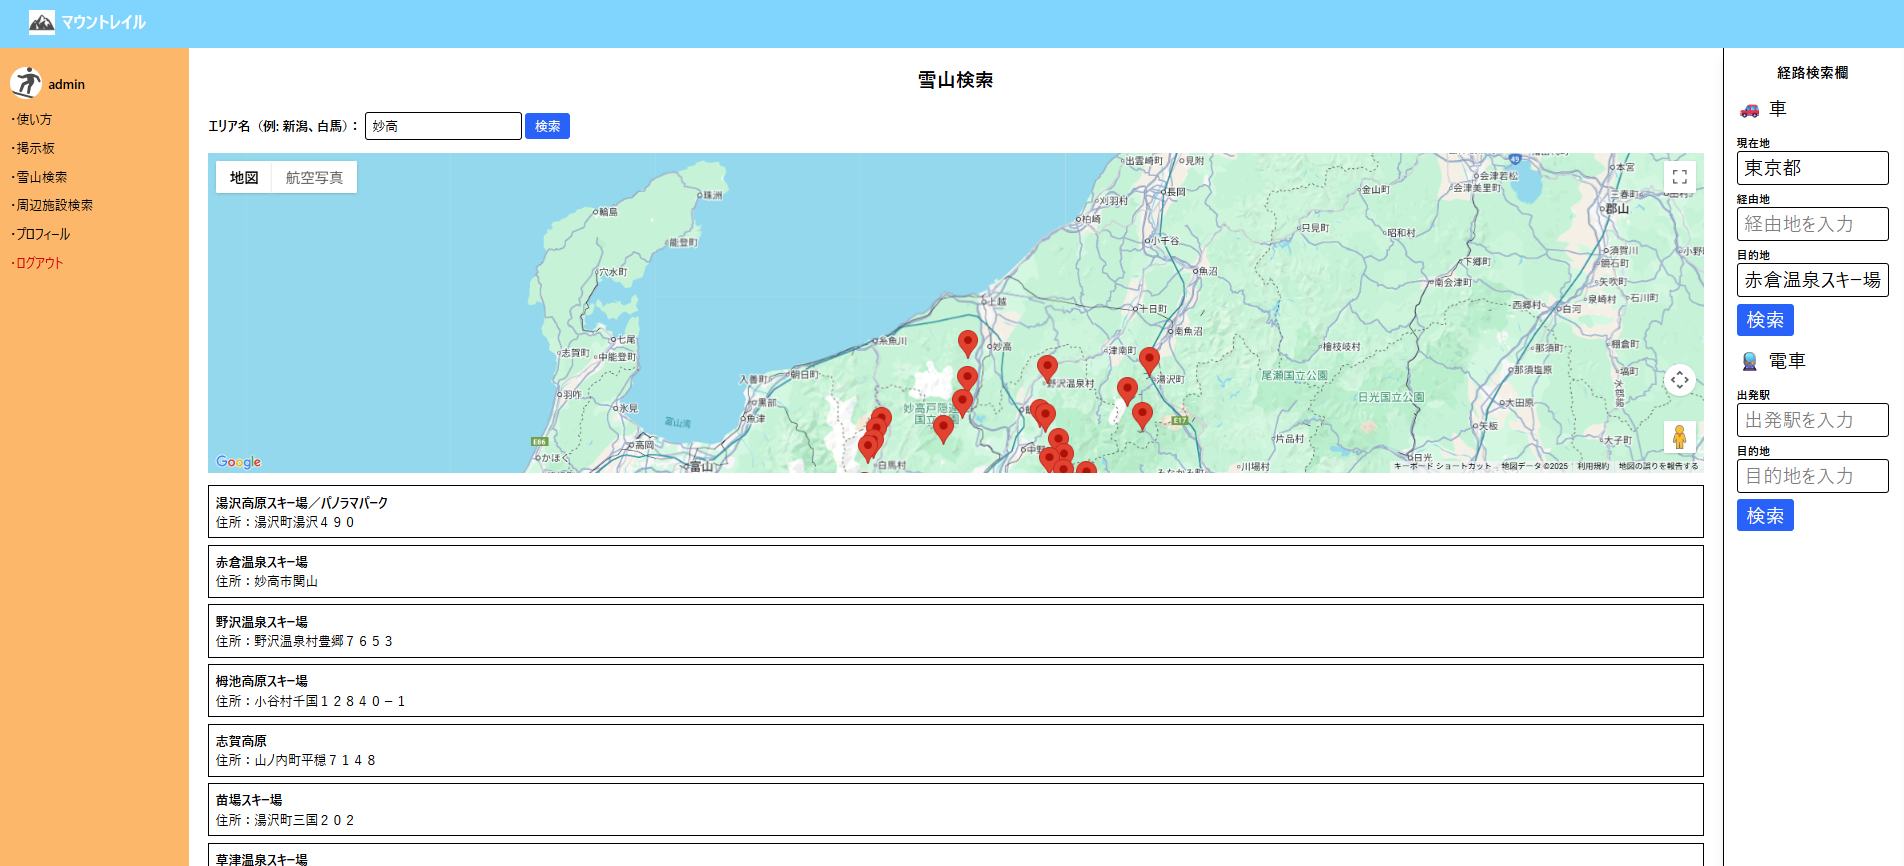 マウントレイル
admin
・使い方
・掲示板
・雪山検索
・周辺施設検索
・プロフィール
・ログアウト
雪山検索
エリア名（例: 新潟、白馬）：
妙高
検索
地図
航空写真
出雲崎町
見附
長岡
刈羽村
柏崎
小千谷
珠洲
輪島
能登町
穴水町
七尾
志賀町
中能登町
羽咋
氷見
高岡
かほく
富山湾
富山
魚津
黒部
入善町
朝日町
糸魚川
上越
妙高
十日町
魚沼
南魚沼
津南町
湯沢町
野沢温泉村
白馬村
金山町
只見町
昭和村
会津若松
会津美里町
本宮
三春町
郡山
須賀川
鏡石町
矢吹町
泉崎村
石川町
小野町
下郷町
南会津町
西郷村
白河
棚倉町
塙町
那須町
那須塩原
大田原
矢板
大子町
日光
檜枝岐村
尾瀬国立公園
日光国立公園
片品村
川場村
みなかみ町
E86
E17
49
Google
キーボード ショートカット
地図データ ©2025
利用規約
地図の誤りを報告する
湯沢高原スキー場／パノラマパーク
住所：湯沢町湯沢４９０
赤倉温泉スキー場
住所：妙高市関山
野沢温泉スキー場
住所：野沢温泉村豊郷７６５３
栂池高原スキー場
住所：小谷村千国１２８４０－１
志賀高原
住所：山ノ内町平穏７１４８
苗場スキー場
住所：湯沢町三国２０２
草津温泉スキー場
経路検索欄
車
現在地
東京都
経由地
経由地を入力
目的地
赤倉温泉スキー場
検索
電車
出発駅
出発駅を入力
目的地
目的地を入力
検索